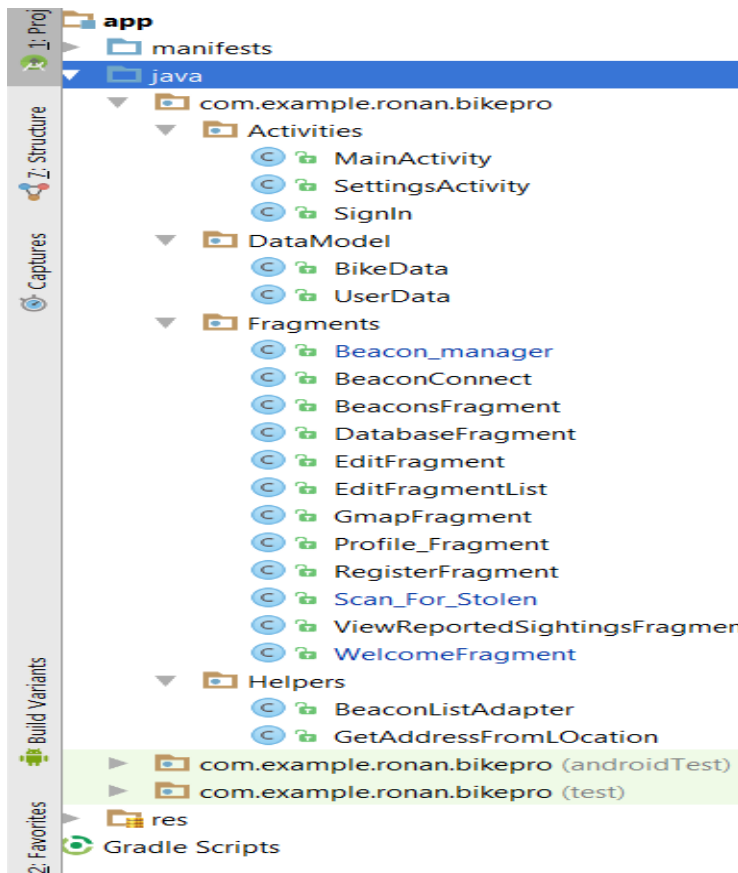 1: Proj
7: Structure
Captures
Build Variants
2: Favorites
app
manifests
java
com.example.ronan.bikepro
Activities
MainActivity
SettingsActivity
SignIn
DataModel
BikeData
UserData
Fragments
Beacon_manager
BeaconConnect
BeaconsFragment
DatabaseFragment
EditFragment
EditFragmentList
GmapFragment
Profile_Fragment
RegisterFragment
Scan_For_Stolen
ViewReportedSightingsFragmen
WelcomeFragment
Helpers
BeaconListAdapter
GetAddressFromLOcation
com.example.ronan.bikepro (androidTest)
com.example.ronan.bikepro (test)
res
Gradle Scripts